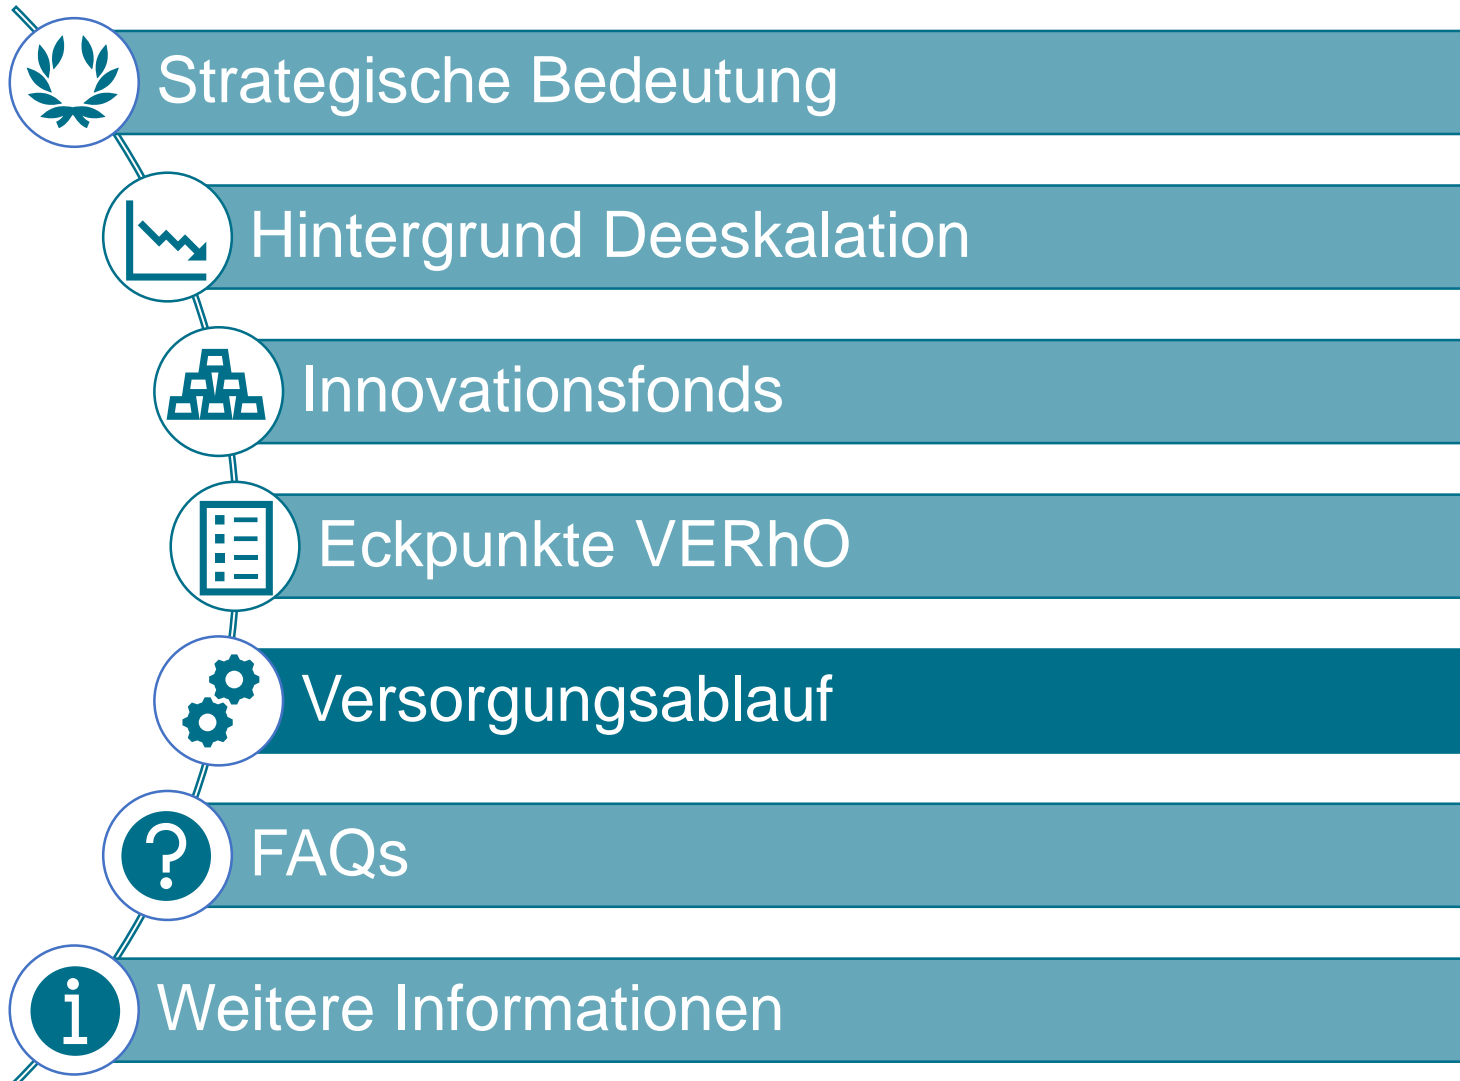 Strategische Bedeutung
Hintergrund Deeskalation
Innovationsfonds
Eckpunkte VERhO
Versorgungsablauf
FAQs
Weitere Informationen